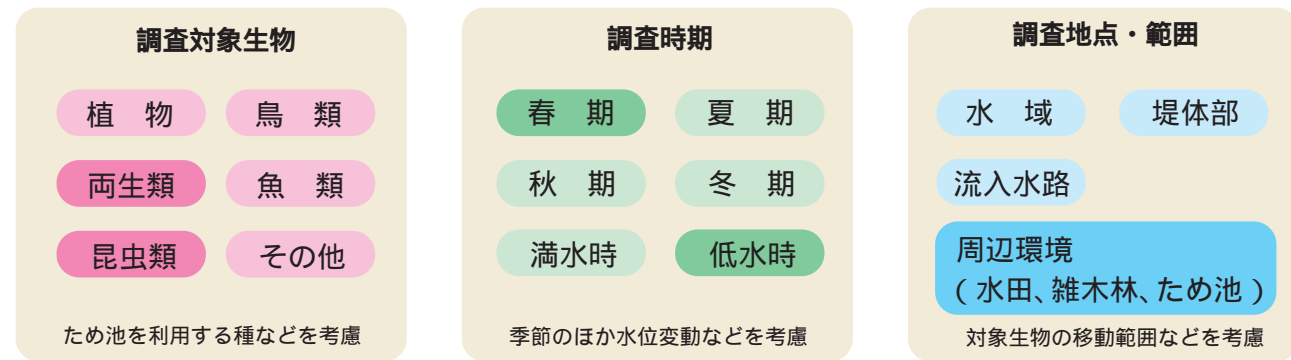 調査対象生物
植　物
鳥　類
両生類
魚　類
昆虫類
その他
ため池を利用する種などを考慮
調査時期
春　期
夏　期
秋　期
冬　期
満水時
低水時
季節のほか水位変動などを考慮
調査地点・範囲
水　域
堤体部
流入水路
周辺環境
(水田、雑木林、ため池)
対象生物の移動範囲などを考慮